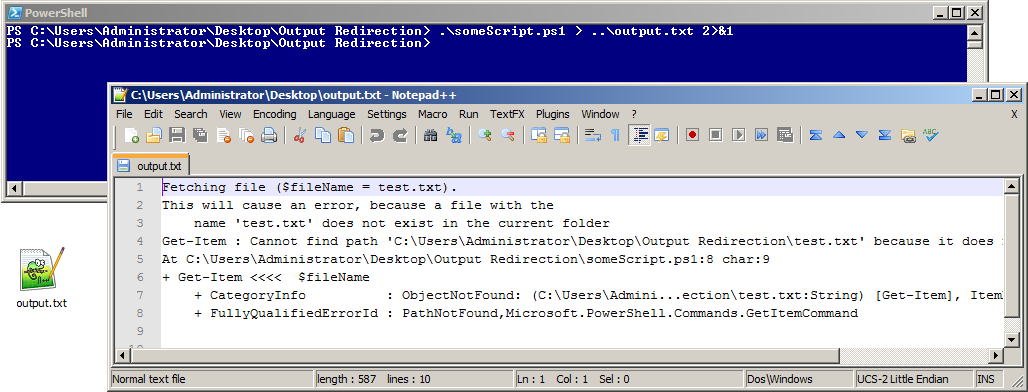 PowerShell
PS C:\Users\Administrator\Desktop\Output Redirection> .\someScript.ps1 > ..\output.txt 2>&1
PS C:\Users\Administrator\Desktop\Output Redirection>
C:\Users\Administrator\Desktop\output.txt - Notepad++
File Edit Search View Encoding Language Settings Macro Run TextFX Plugins Window ? X
output.txt
1 Fetching file ($fileName = test.txt).
2 This will cause an error, because a file with the
3 name 'test.txt' does not exist in the current folder
4 Get-Item : Cannot find path 'C:\Users\Administrator\Desktop\Output Redirection\test.txt' because it does
5 At C:\Users\Administrator\Desktop\Output Redirection\someScript.ps1:8 char:9
6 + Get-Item <<<<  $fileName
7 + CategoryInfo : ObjectNotFound: (C:\Users\Admini...ection\test.txt:String) [Get-Item], Item
8 + FullyQualifiedErrorId : PathNotFound,Microsoft.PowerShell.Commands.GetItemCommand
9
output.txt
Normal text file length : 587 lines : 10 Ln : 1 Col : 1 Sel : 0 Dos\Windows UCS-2 Little Endian INS